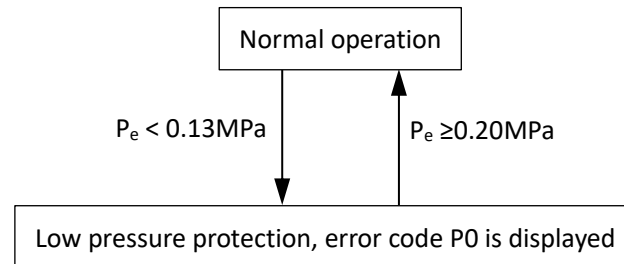 Normal operation
Pₑ < 0.13MPa
Pₑ ≥0.20MPa
Low pressure protection, error code P0 is displayed